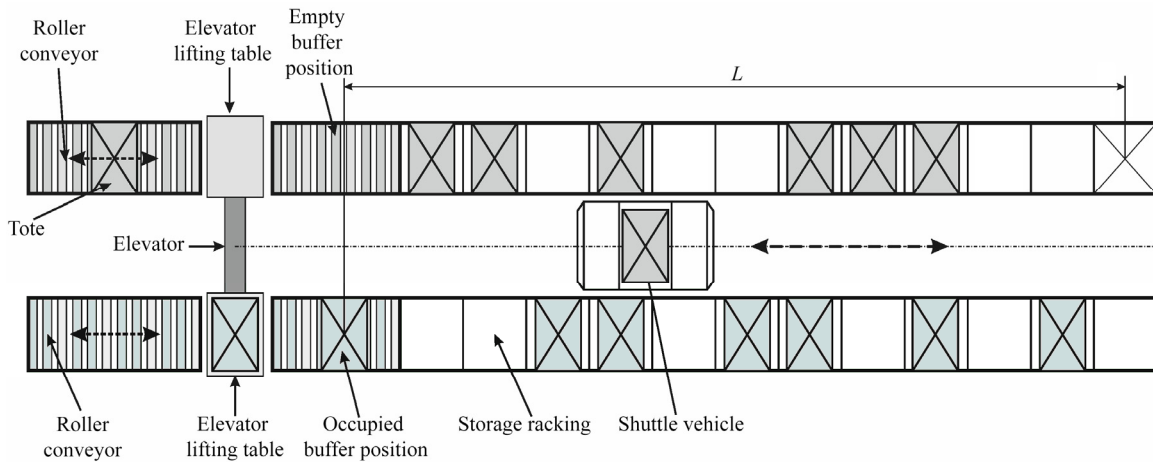 Roller
conveyor
Elevator
lifting table
Empty
buffer
position
L
Tote
Elevator
Roller
conveyor
Elevator
lifting table
Occupied
buffer position
Storage racking
Shuttle vehicle